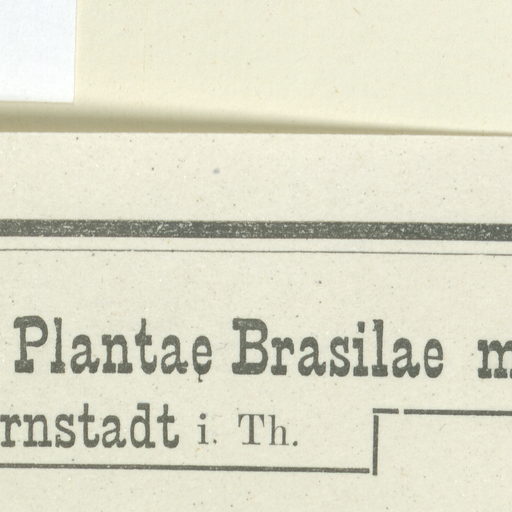 Plantaę Brasilae m
rnstadt i. Th.